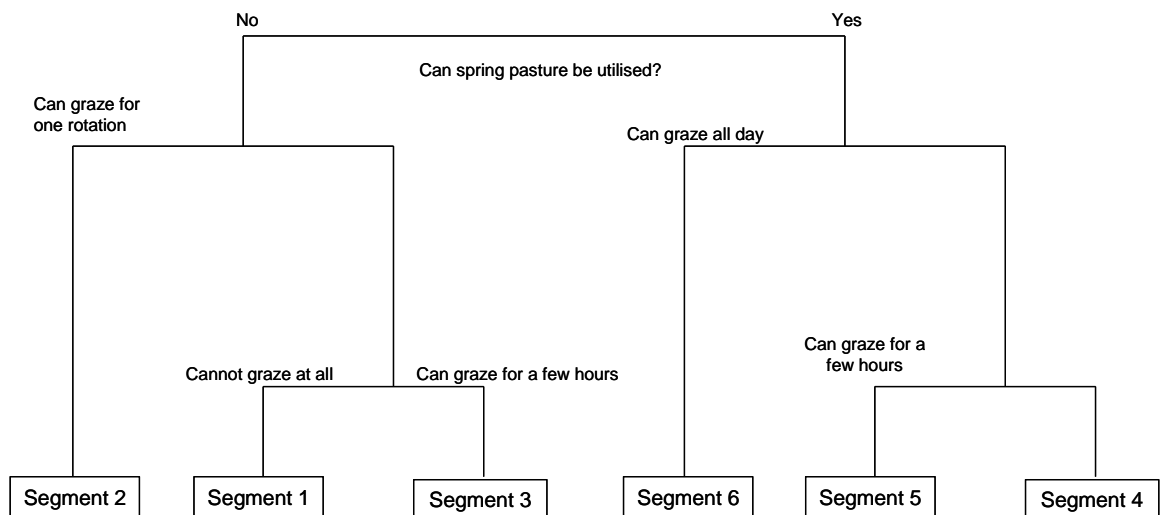 No
Yes
Can spring pasture be utilised?
Can graze for
one rotation
Can graze all day
Can graze for a
few hours
Cannot graze at all
Can graze for a few hours
Segment 2
Segment 1
Segment 3
Segment 6
Segment 5
Segment 4